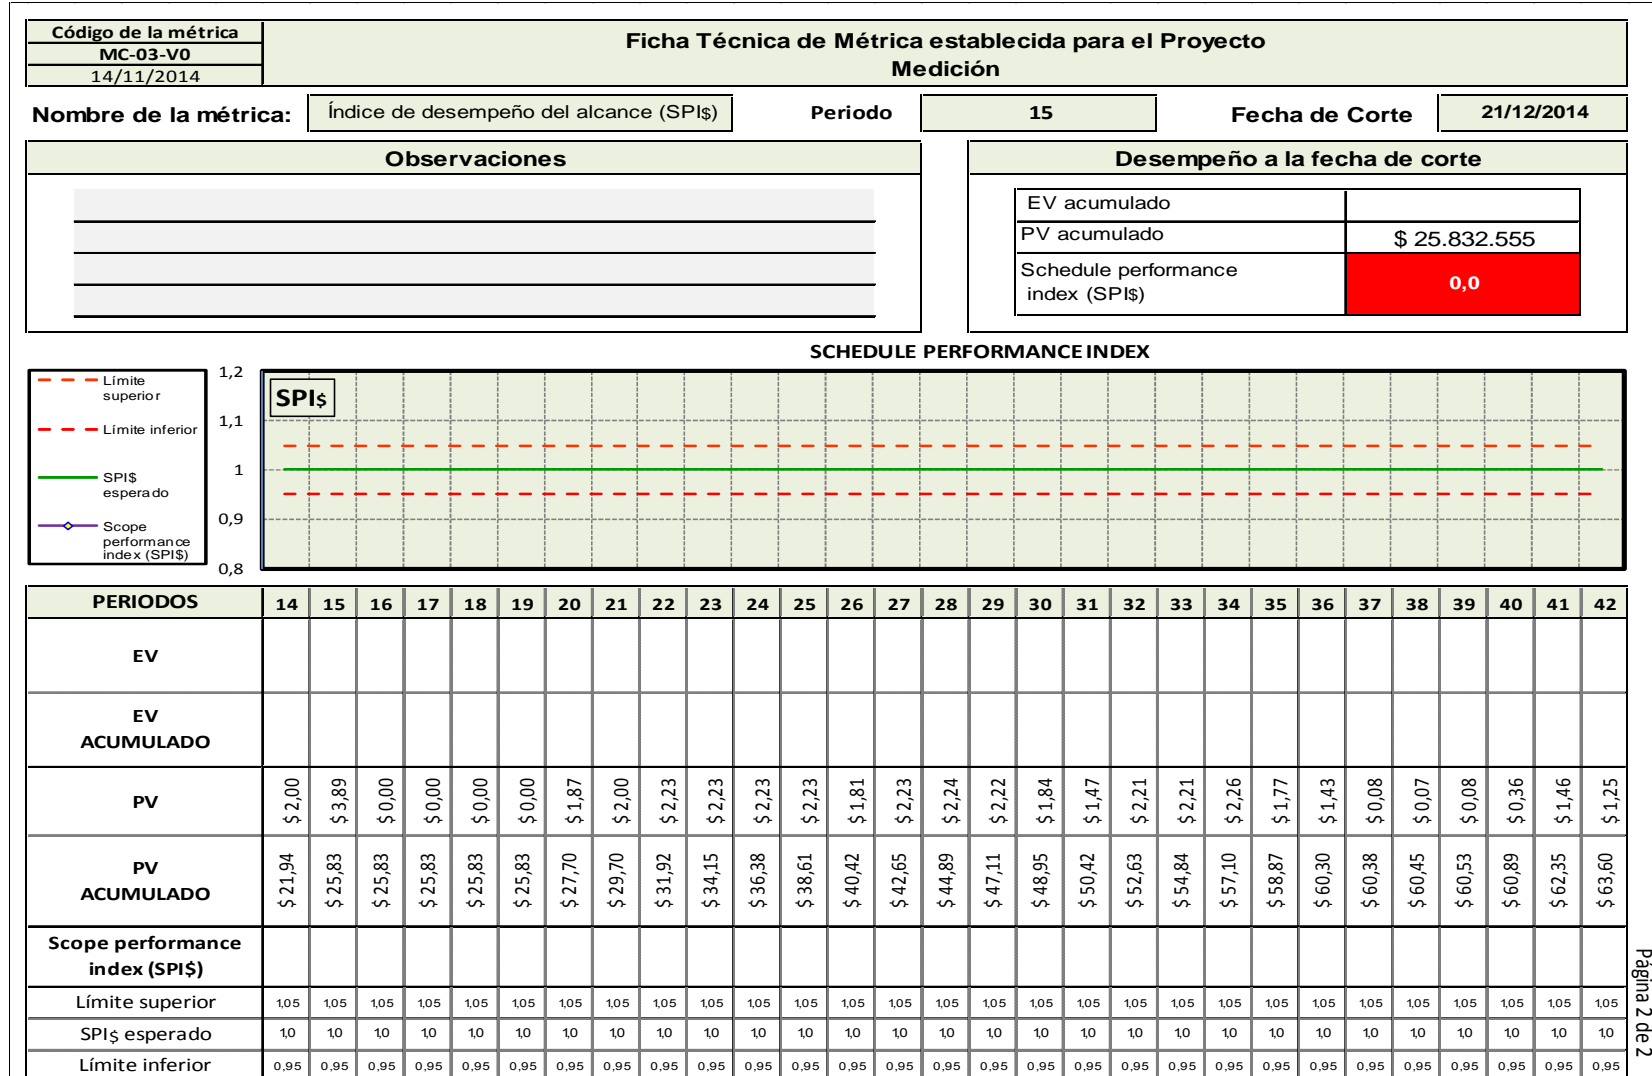 Código de la métrica
MC-03-V0
14/11/2014
Ficha Técnica de Métrica establecida para el Proyecto
Medición
Nombre de la métrica: Índice de desempeño del alcance (SPI$) Periodo 15 Fecha de Corte 21/12/2014
Observaciones
Desempeño a la fecha de corte
EV acumulado
PV acumulado $ 25.832.555
Schedule performance
index (SPI$)
0,0
SCHEDULE PERFORMANCE INDEX
Límite
superior
Límite inferior
SPI$
esperado
Scope
performance
index (SPI$)
1,2
1,1
1
0,9
0,8
SPI$
PERIODOS 14 15 16 17 18 19 20 21 22 23 24 25 26 27 28 29 30 31 32 33 34 35 36 37 38 39 40 41 42
EV
EV
ACUMULADO
PV $ 2,00 $ 3,89 $ 0,00 $ 0,00 $ 0,00 $ 0,00 $ 1,87 $ 2,00 $ 2,23 $ 2,23 $ 2,23 $ 2,23 $ 1,81 $ 2,23 $ 2,24 $ 2,22 $ 1,84 $ 1,47 $ 2,21 $ 2,21 $ 2,26 $ 1,77 $ 1,43 $ 0,08 $ 0,07 $ 0,08 $ 0,36 $ 1,46 $ 1,25
PV
ACUMULADO
$ 21,94 $ 25,83 $ 25,83 $ 25,83 $ 25,83 $ 25,83 $ 27,70 $ 29,70 $ 31,92 $ 34,15 $ 36,38 $ 38,61 $ 40,42 $ 42,65 $ 44,89 $ 47,11 $ 48,95 $ 50,42 $ 52,63 $ 54,84 $ 57,10 $ 58,87 $ 60,30 $ 60,38 $ 60,45 $ 60,53 $ 60,89 $ 62,35 $ 63,60
Scope performance
index (SPI$)
Límite superior 1,05 1,05 1,05 1,05 1,05 1,05 1,05 1,05 1,05 1,05 1,05 1,05 1,05 1,05 1,05 1,05 1,05 1,05 1,05 1,05 1,05 1,05 1,05 1,05 1,05 1,05 1,05 1,05 1,05
SPI$ esperado 1,0 1,0 1,0 1,0 1,0 1,0 1,0 1,0 1,0 1,0 1,0 1,0 1,0 1,0 1,0 1,0 1,0 1,0 1,0 1,0 1,0 1,0 1,0 1,0 1,0 1,0 1,0 1,0 1,0
Límite inferior 0,95 0,95 0,95 0,95 0,95 0,95 0,95 0,95 0,95 0,95 0,95 0,95 0,95 0,95 0,95 0,95 0,95 0,95 0,95 0,95 0,95 0,95 0,95 0,95 0,95 0,95 0,95 0,95 0,95
Página 2 de 2